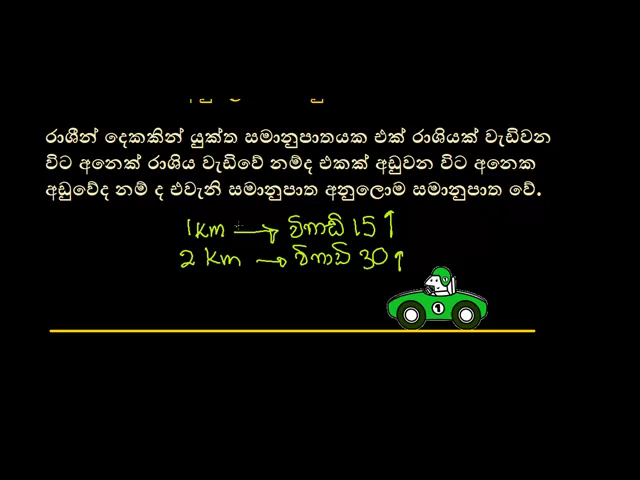 රාශීන් දෙකකින් යුක්ත සමානුපාතයක එක් රාශියක් වැඩිවන
විට අනෙක් රාශිය වැඩිවේ නම්ද එකක් අඩුවන විට අනෙක
අඩුවේද නම් ද එවැනි සමානුපාත අනුලොම සමානුපාත වේ.
1km → විනාඩි 15 ↑
2 km → විනාඩි 30 ↑
1